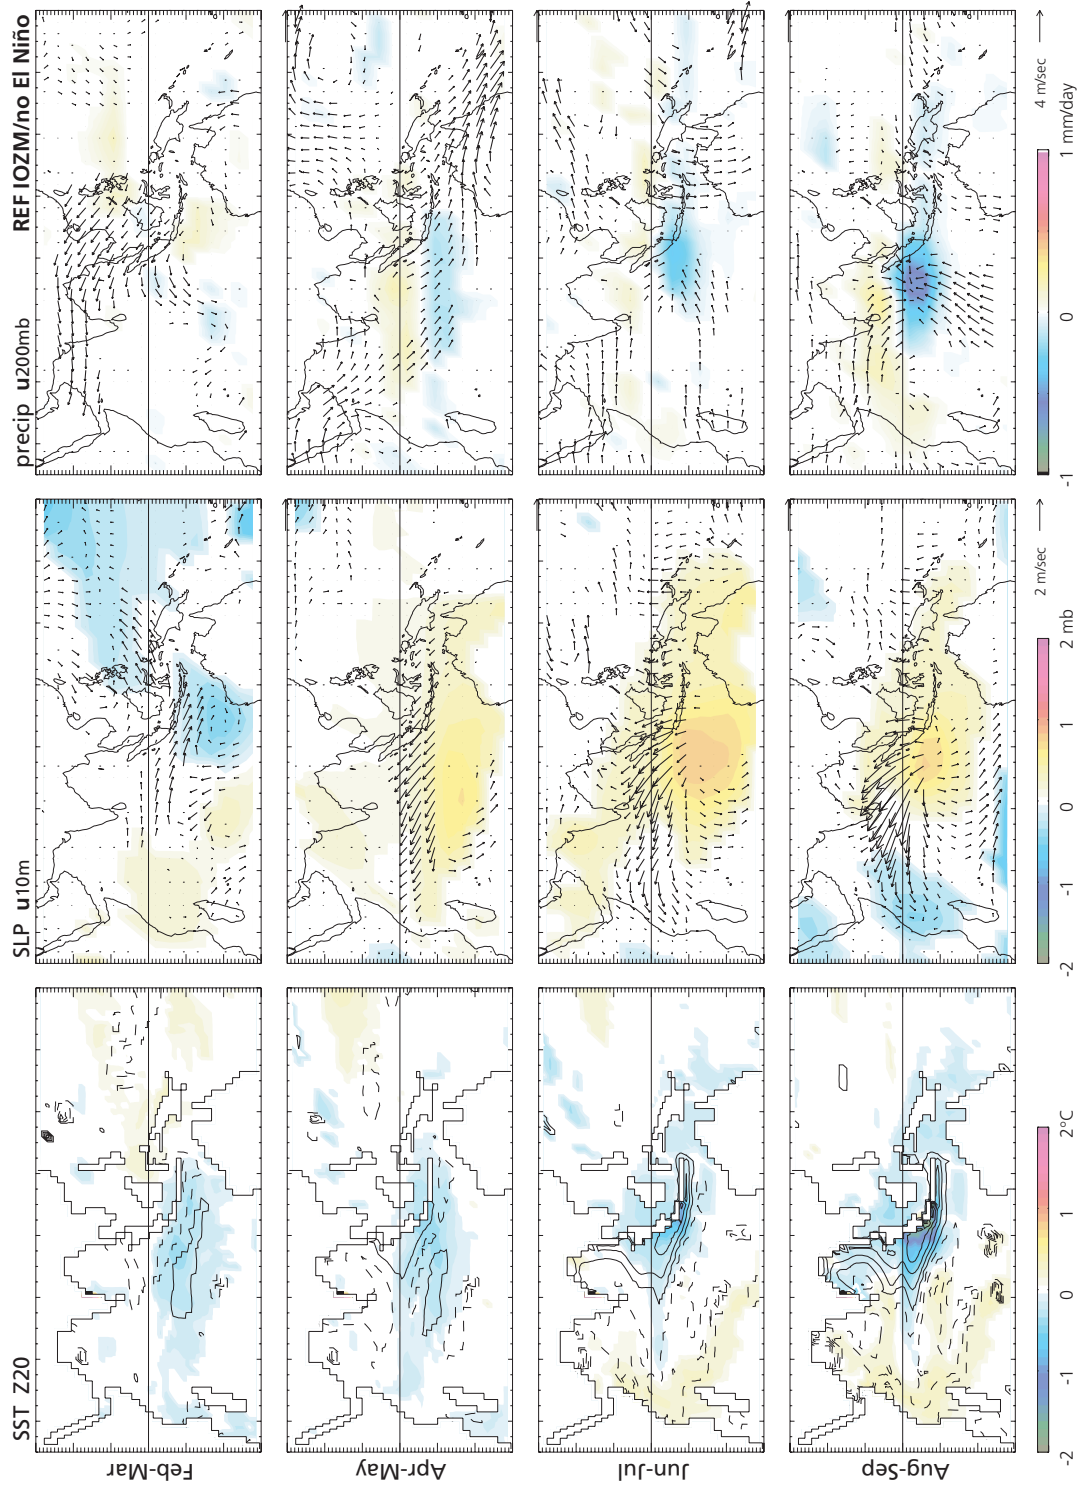 SST Z20
SLP u10m
precip u200mb
REF IOZM/no El Niño
Feb-Mar
Apr-May
Jun-Jul
Aug-Sep
-2 -1 0 1 2°C
-2 1 0 1 2 mb
2 m/sec
-1 0 1 mm/day
4 m/sec